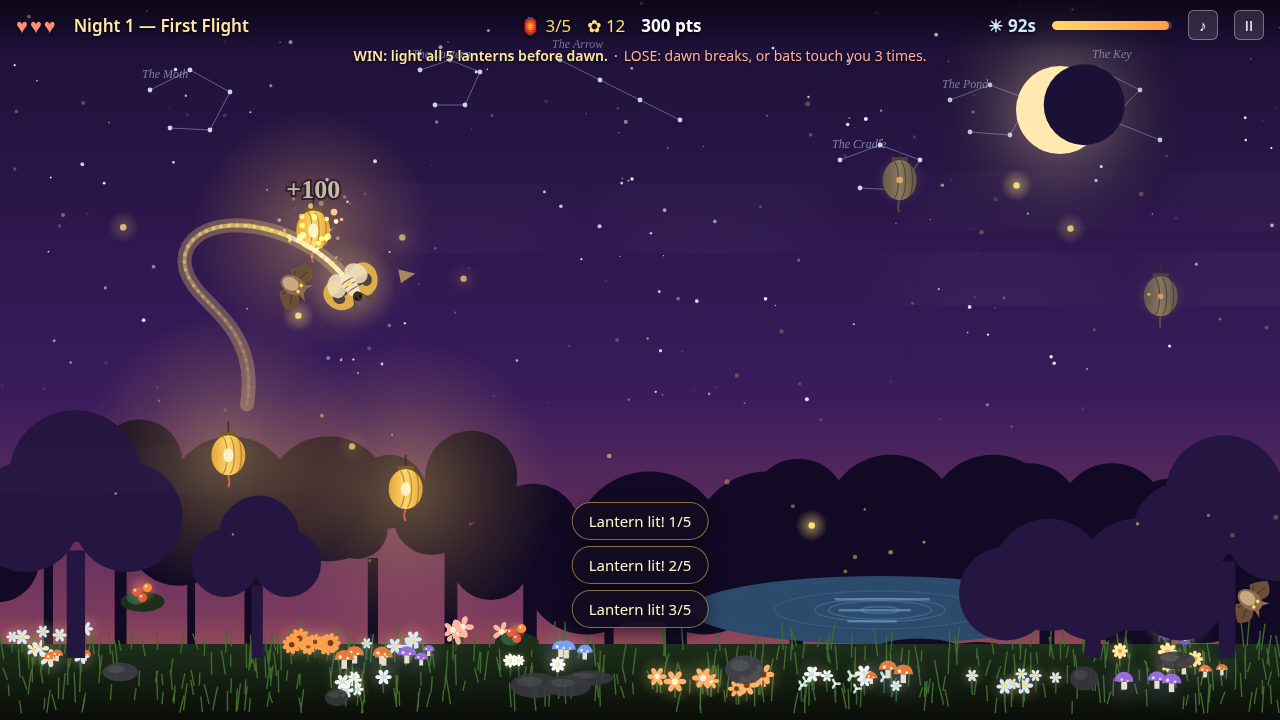 ♥♥♥ Night 1 — First Flight 3/5 ✿ 12 300 pts ☀ 92s ♪ II
WIN: light all 5 lanterns before dawn. · LOSE: dawn breaks, or bats touch you 3 times.
The Arrow
The Key
The Moth
The Pond
The Cradle
+100
Lantern lit! 1/5
Lantern lit! 2/5
Lantern lit! 3/5